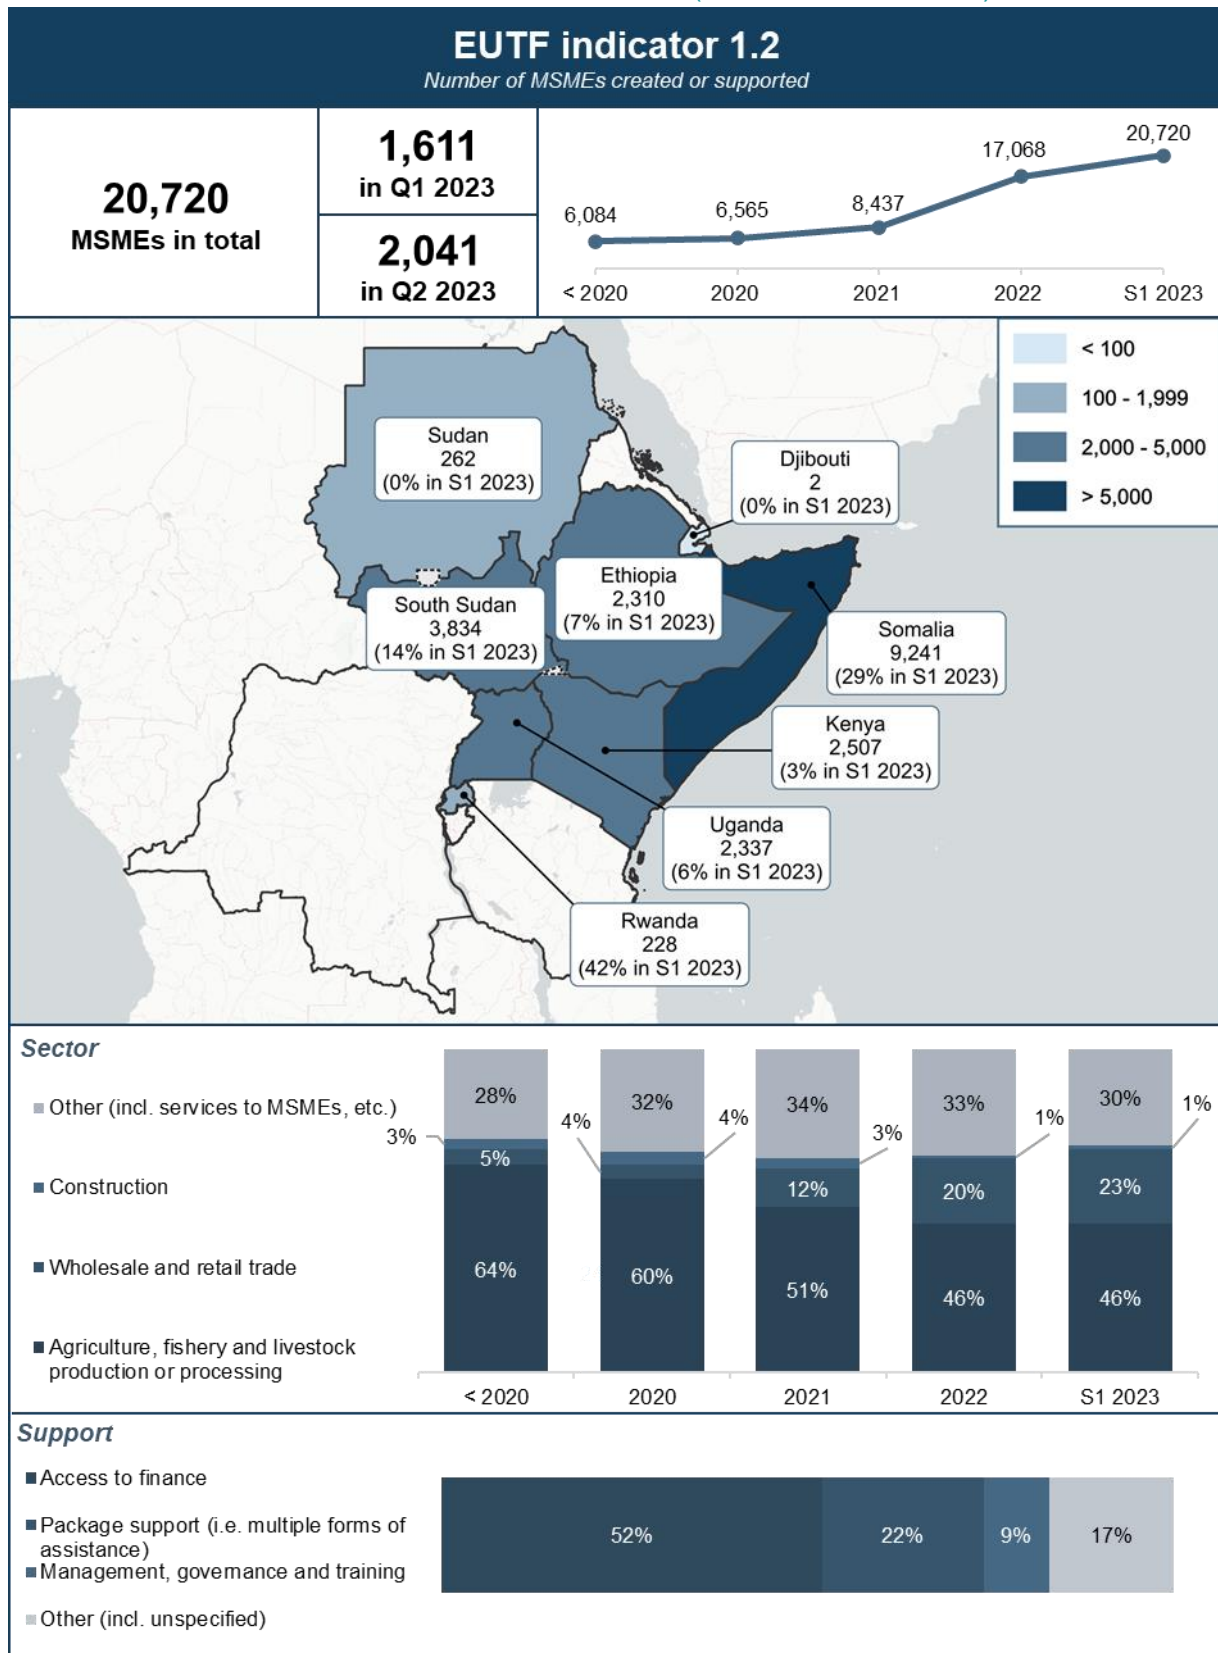 EUTF indicator 1.2
Number of MSMEs created or supported
20,720
MSMEs in total
1,611
in Q1 2023
2,041
in Q2 2023
6,084
6,565
8,437
17,068
20,720
< 2020
2020
2021
2022
S1 2023
< 100
100 - 1,999
2,000 - 5,000
> 5,000
Sudan
262
(0% in S1 2023)
Djibouti
2
(0% in S1 2023)
Ethiopia
2,310
(7% in S1 2023)
South Sudan
3,834
(14% in S1 2023)
Somalia
9,241
(29% in S1 2023)
Kenya
2,507
(3% in S1 2023)
Uganda
2,337
(6% in S1 2023)
Rwanda
228
(42% in S1 2023)
Sector
Other (incl. services to MSMEs, etc.)
Construction
Wholesale and retail trade
Agriculture, fishery and livestock
production or processing
28%
3%
5%
64%
32%
4%
4%
60%
34%
3%
12%
51%
33%
1%
20%
46%
30%
1%
23%
46%
< 2020
2020
2021
2022
S1 2023
Support
Access to finance
Package support (i.e. multiple forms of
assistance)
Management, governance and training
Other (incl. unspecified)
52%
22%
9%
17%